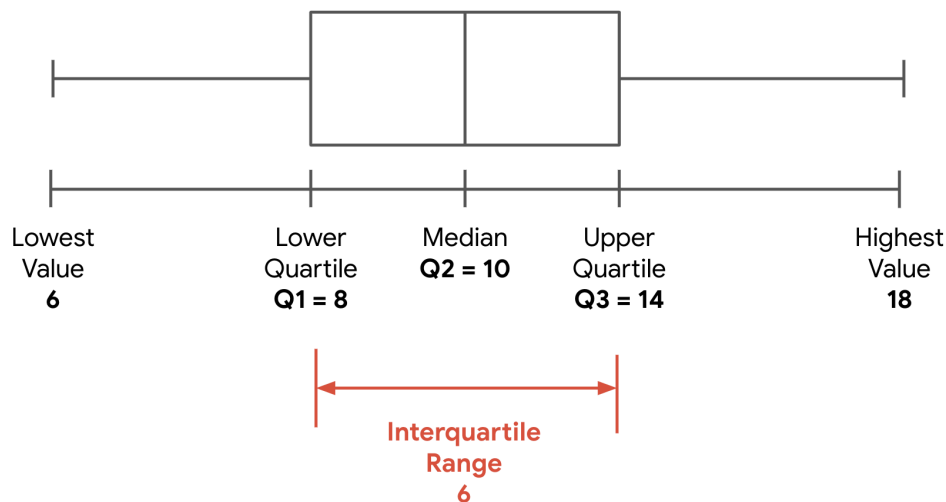 Lowest
Value
6
Lower
Quartile
Q1 = 8
Median
Q2 = 10
Upper
Quartile
Q3 = 14
Highest
Value
18
Interquartile
Range
6